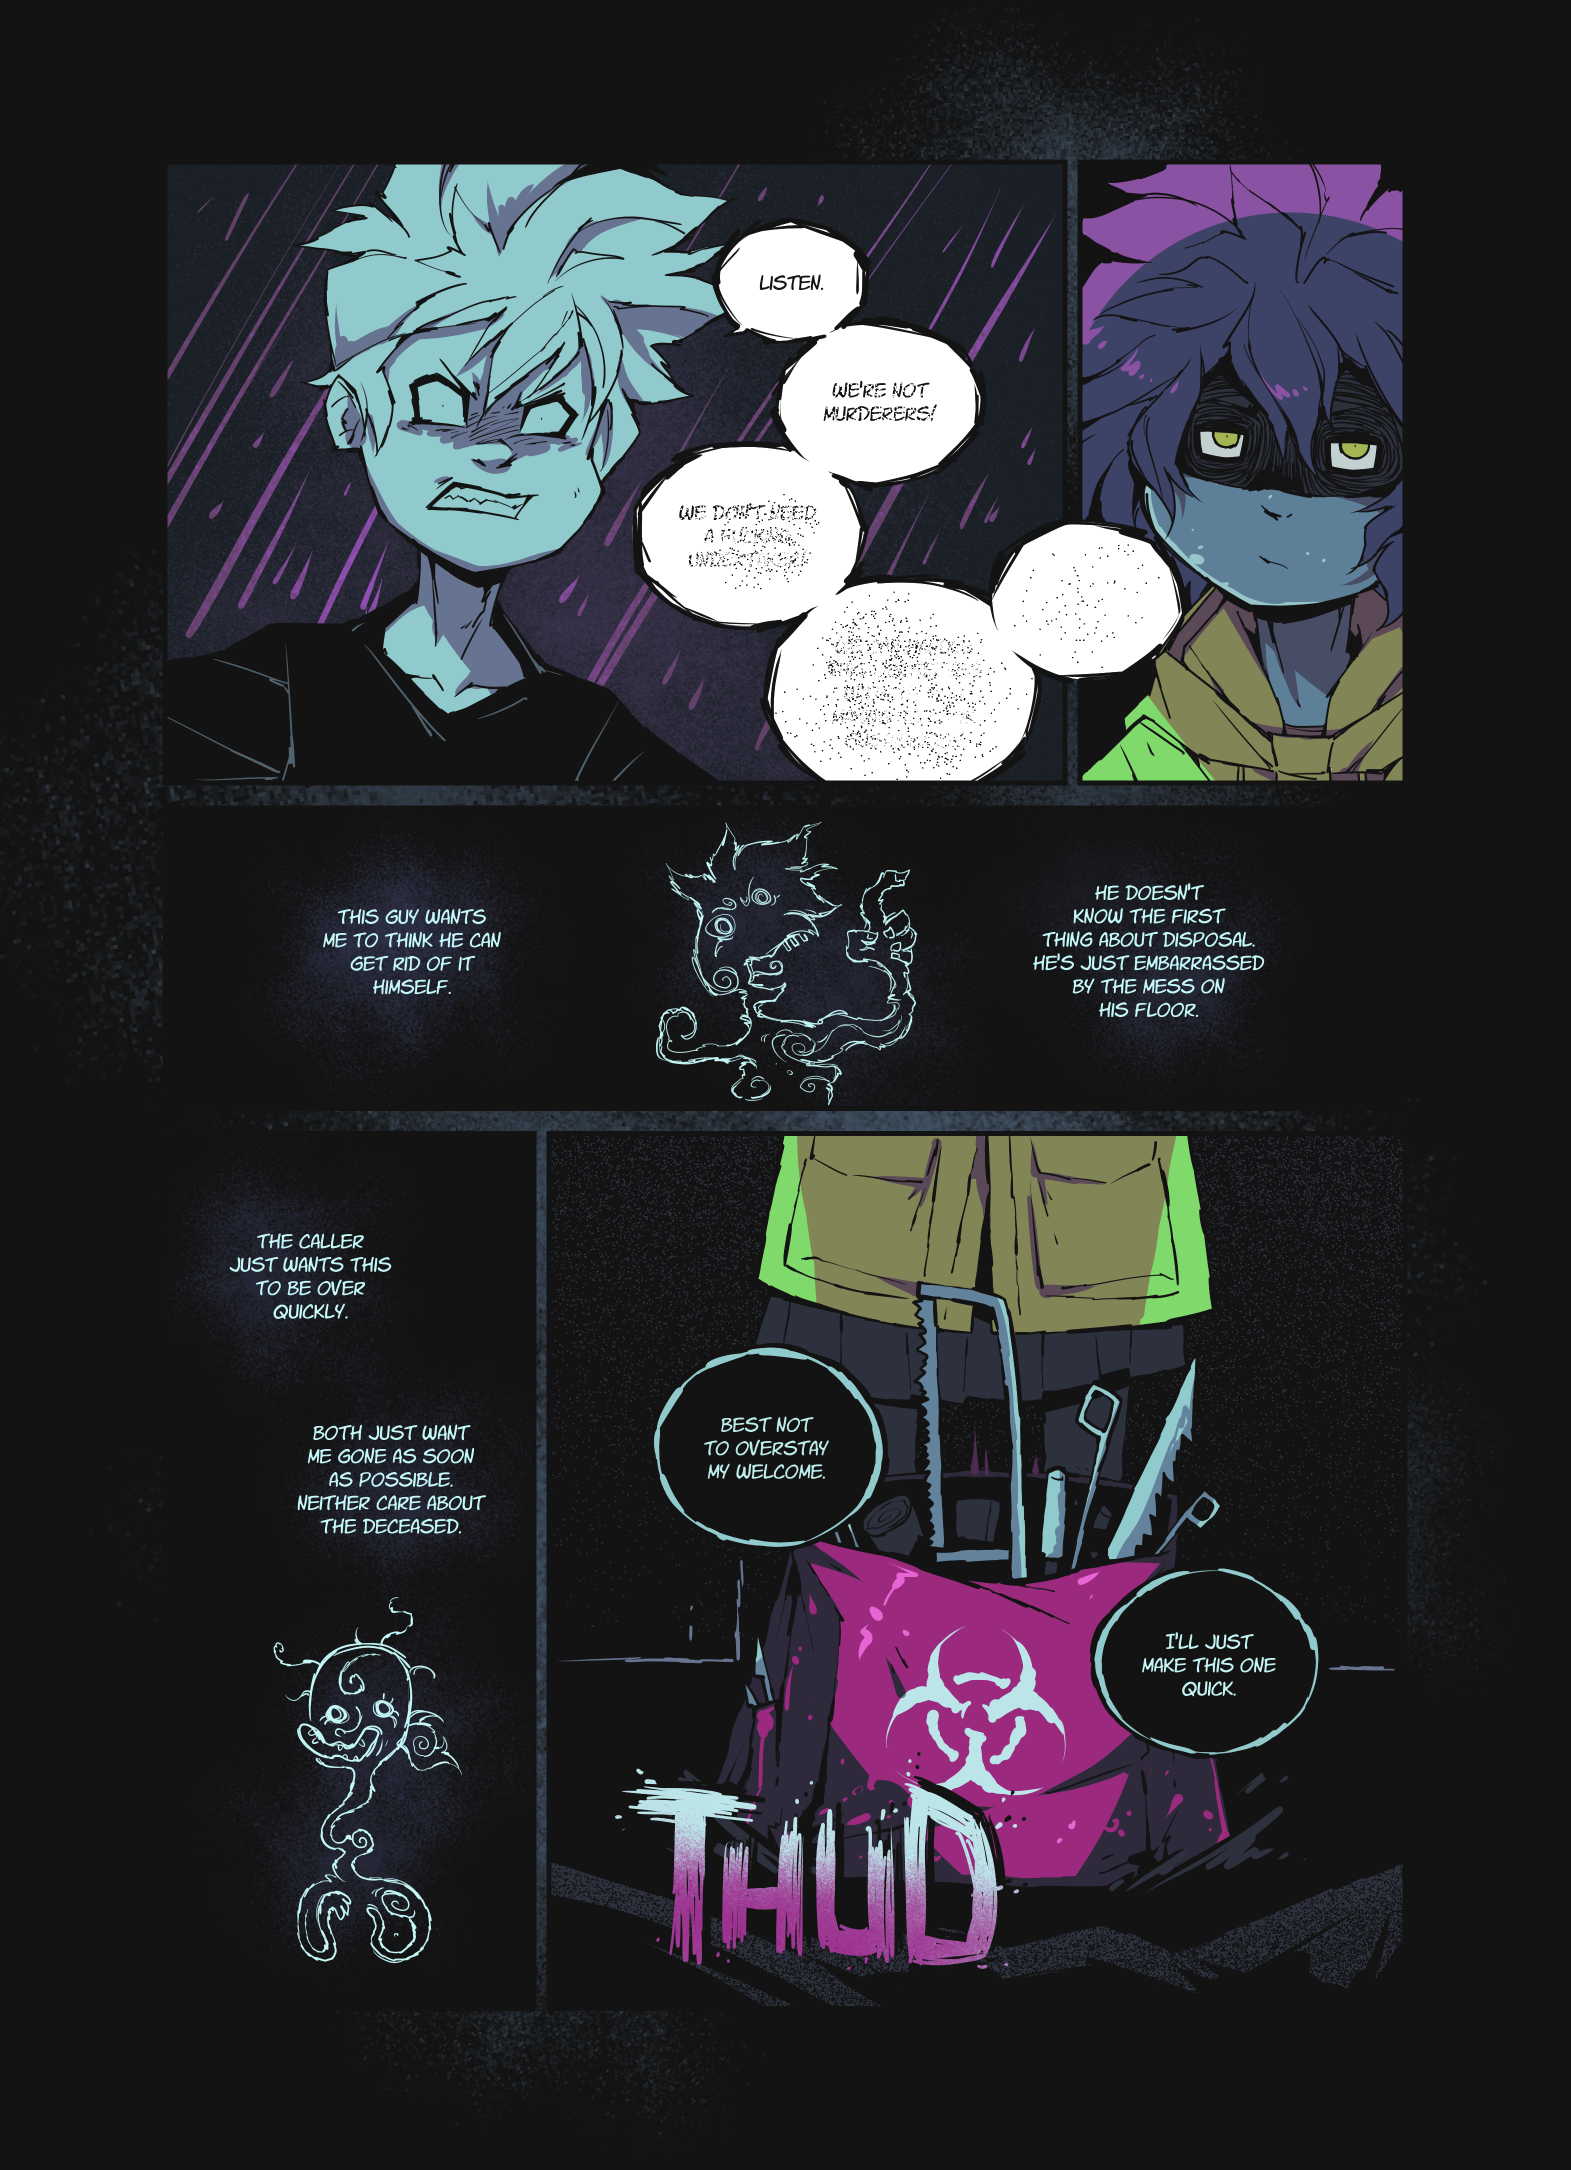 LISTEN.
WE'RE NOT
MURDERERS!
WE DON'T NEED
A FUCKING
UNDERTAKER!
THIS GUY WANTS
ME TO THINK HE CAN
GET RID OF IT
HIMSELF.
HE DOESN'T
KNOW THE FIRST
THING ABOUT DISPOSAL.
HE'S JUST EMBARRASSED
BY THE MESS ON
HIS FLOOR.
THE CALLER
JUST WANTS THIS
TO BE OVER
QUICKLY.
BOTH JUST WANT
ME GONE AS SOON
AS POSSIBLE.
NEITHER CARE ABOUT
THE DECEASED.
BEST NOT
TO OVERSTAY
MY WELCOME.
I'LL JUST
MAKE THIS ONE
QUICK.
THUD